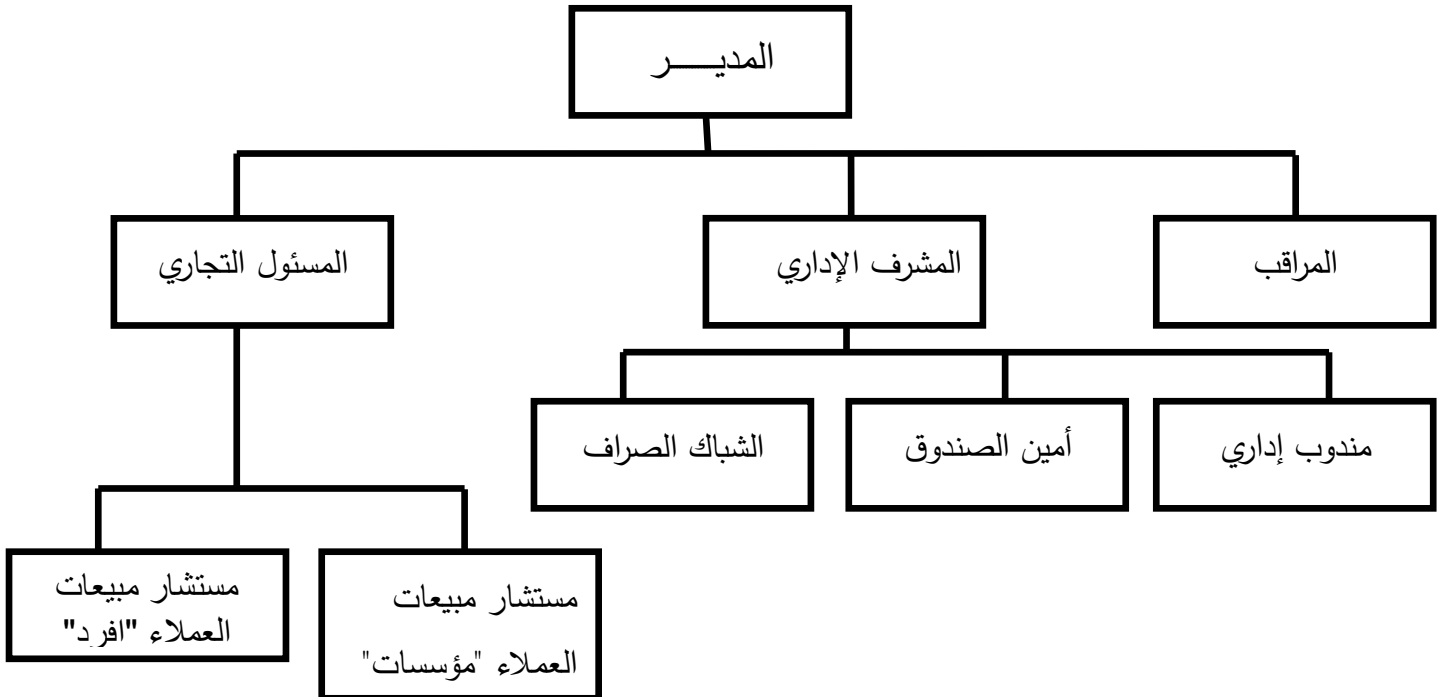 المديـــــر
المراقب
المشرف الإداري
المسئول التجاري
مندوب إداري
أمين الصندوق
الشباك الصراف
مستشار مبيعات
العملاء "مؤسسات"
مستشار مبيعات
العملاء "افرد"